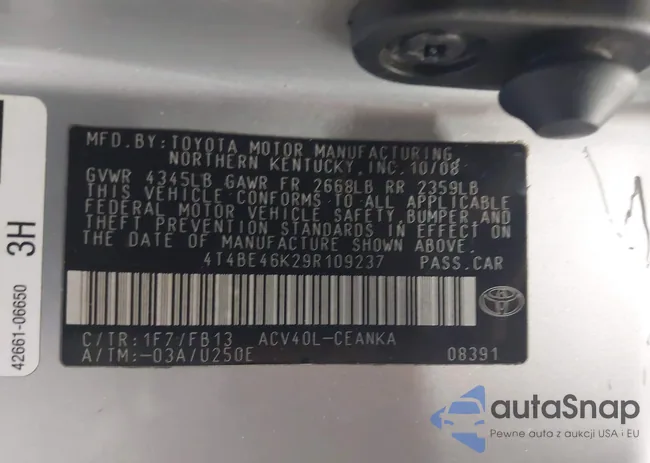 MFD.BY:TOYOTA MOTOR MANUFACTURING,
NORTHERN KENTUCKY,INC.10/08
GVWR 4345LB GAWR FR 2668LB RR 2359LB
THIS VEHICLE CONFORMS TO ALL APPLICABLE
FEDERAL MOTOR VEHICLE SAFETY,BUMPER,AND
THEFT PREVENTION STANDARDS IN EFFECT ON
THE DATE OF MANUFACTURE SHOWN ABOVE.
4T4BE46K29R109237 PASS.CAR
C/TR:1F7/FB13 ACV40L-CEANKA
A/TM:-03A/U250E 08391
42661-06650 3H
autaSnap
Pewne auta z aukcji USA i EU